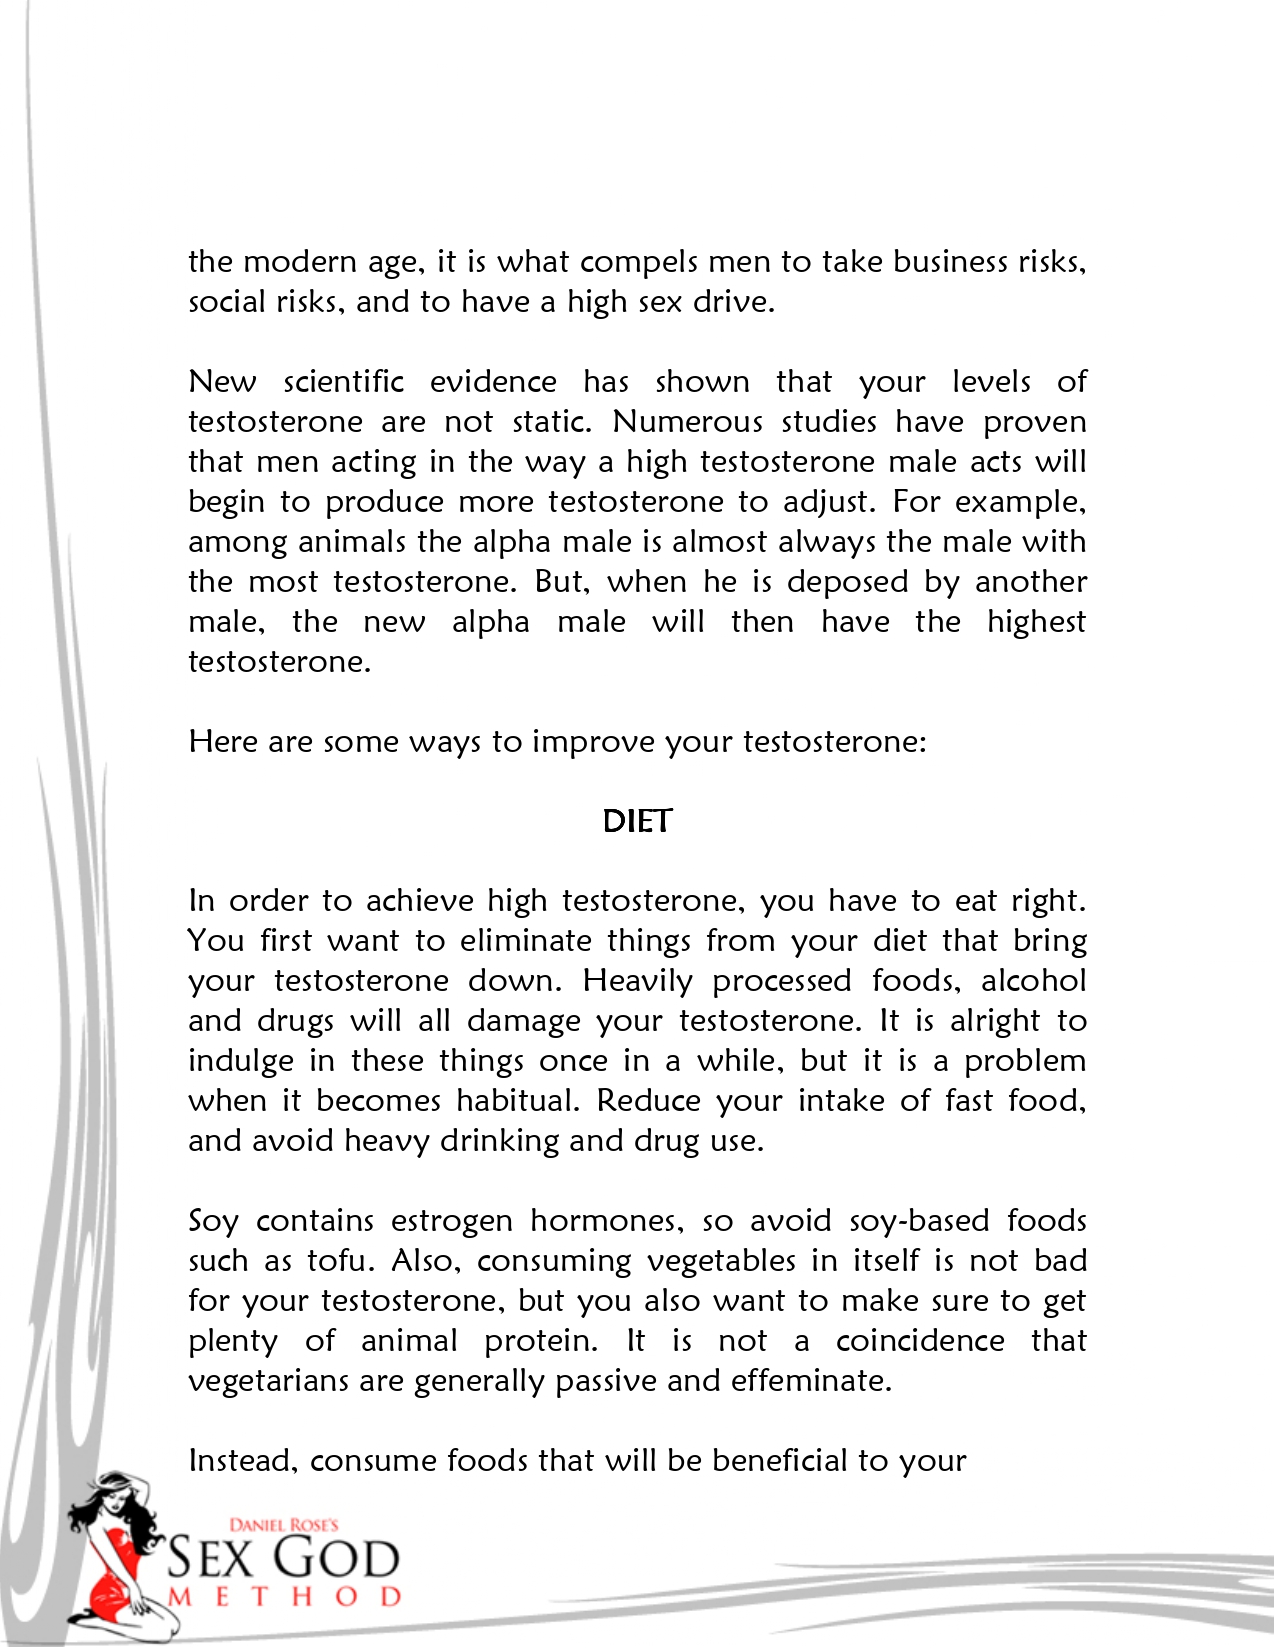 the modern age, it is what compels men to take business risks,
social risks, and to have a high sex drive.
New scientific evidence has shown that your levels of
testosterone are not static. Numerous studies have proven
that men acting in the way a high testosterone male acts will
begin to produce more testosterone to adjust. For example,
among animals the alpha male is almost always the male with
the most testosterone. But, when he is deposed by another
male, the new alpha male will then have the highest
testosterone.
Here are some ways to improve your testosterone:
DIET
In order to achieve high testosterone, you have to eat right.
You first want to eliminate things from your diet that bring
your testosterone down. Heavily processed foods, alcohol
and drugs will all damage your testosterone. It is alright to
indulge in these things once in a while, but it is a problem
when it becomes habitual. Reduce your intake of fast food,
and avoid heavy drinking and drug use.
Soy contains estrogen hormones, so avoid soy-based foods
such as tofu. Also, consuming vegetables in itself is not bad
for your testosterone, but you also want to make sure to get
plenty of animal protein. It is not a coincidence that
vegetarians are generally passive and effeminate.
Instead, consume foods that will be beneficial to your
DANIEL ROSE'S
SEX GOD
METHOD